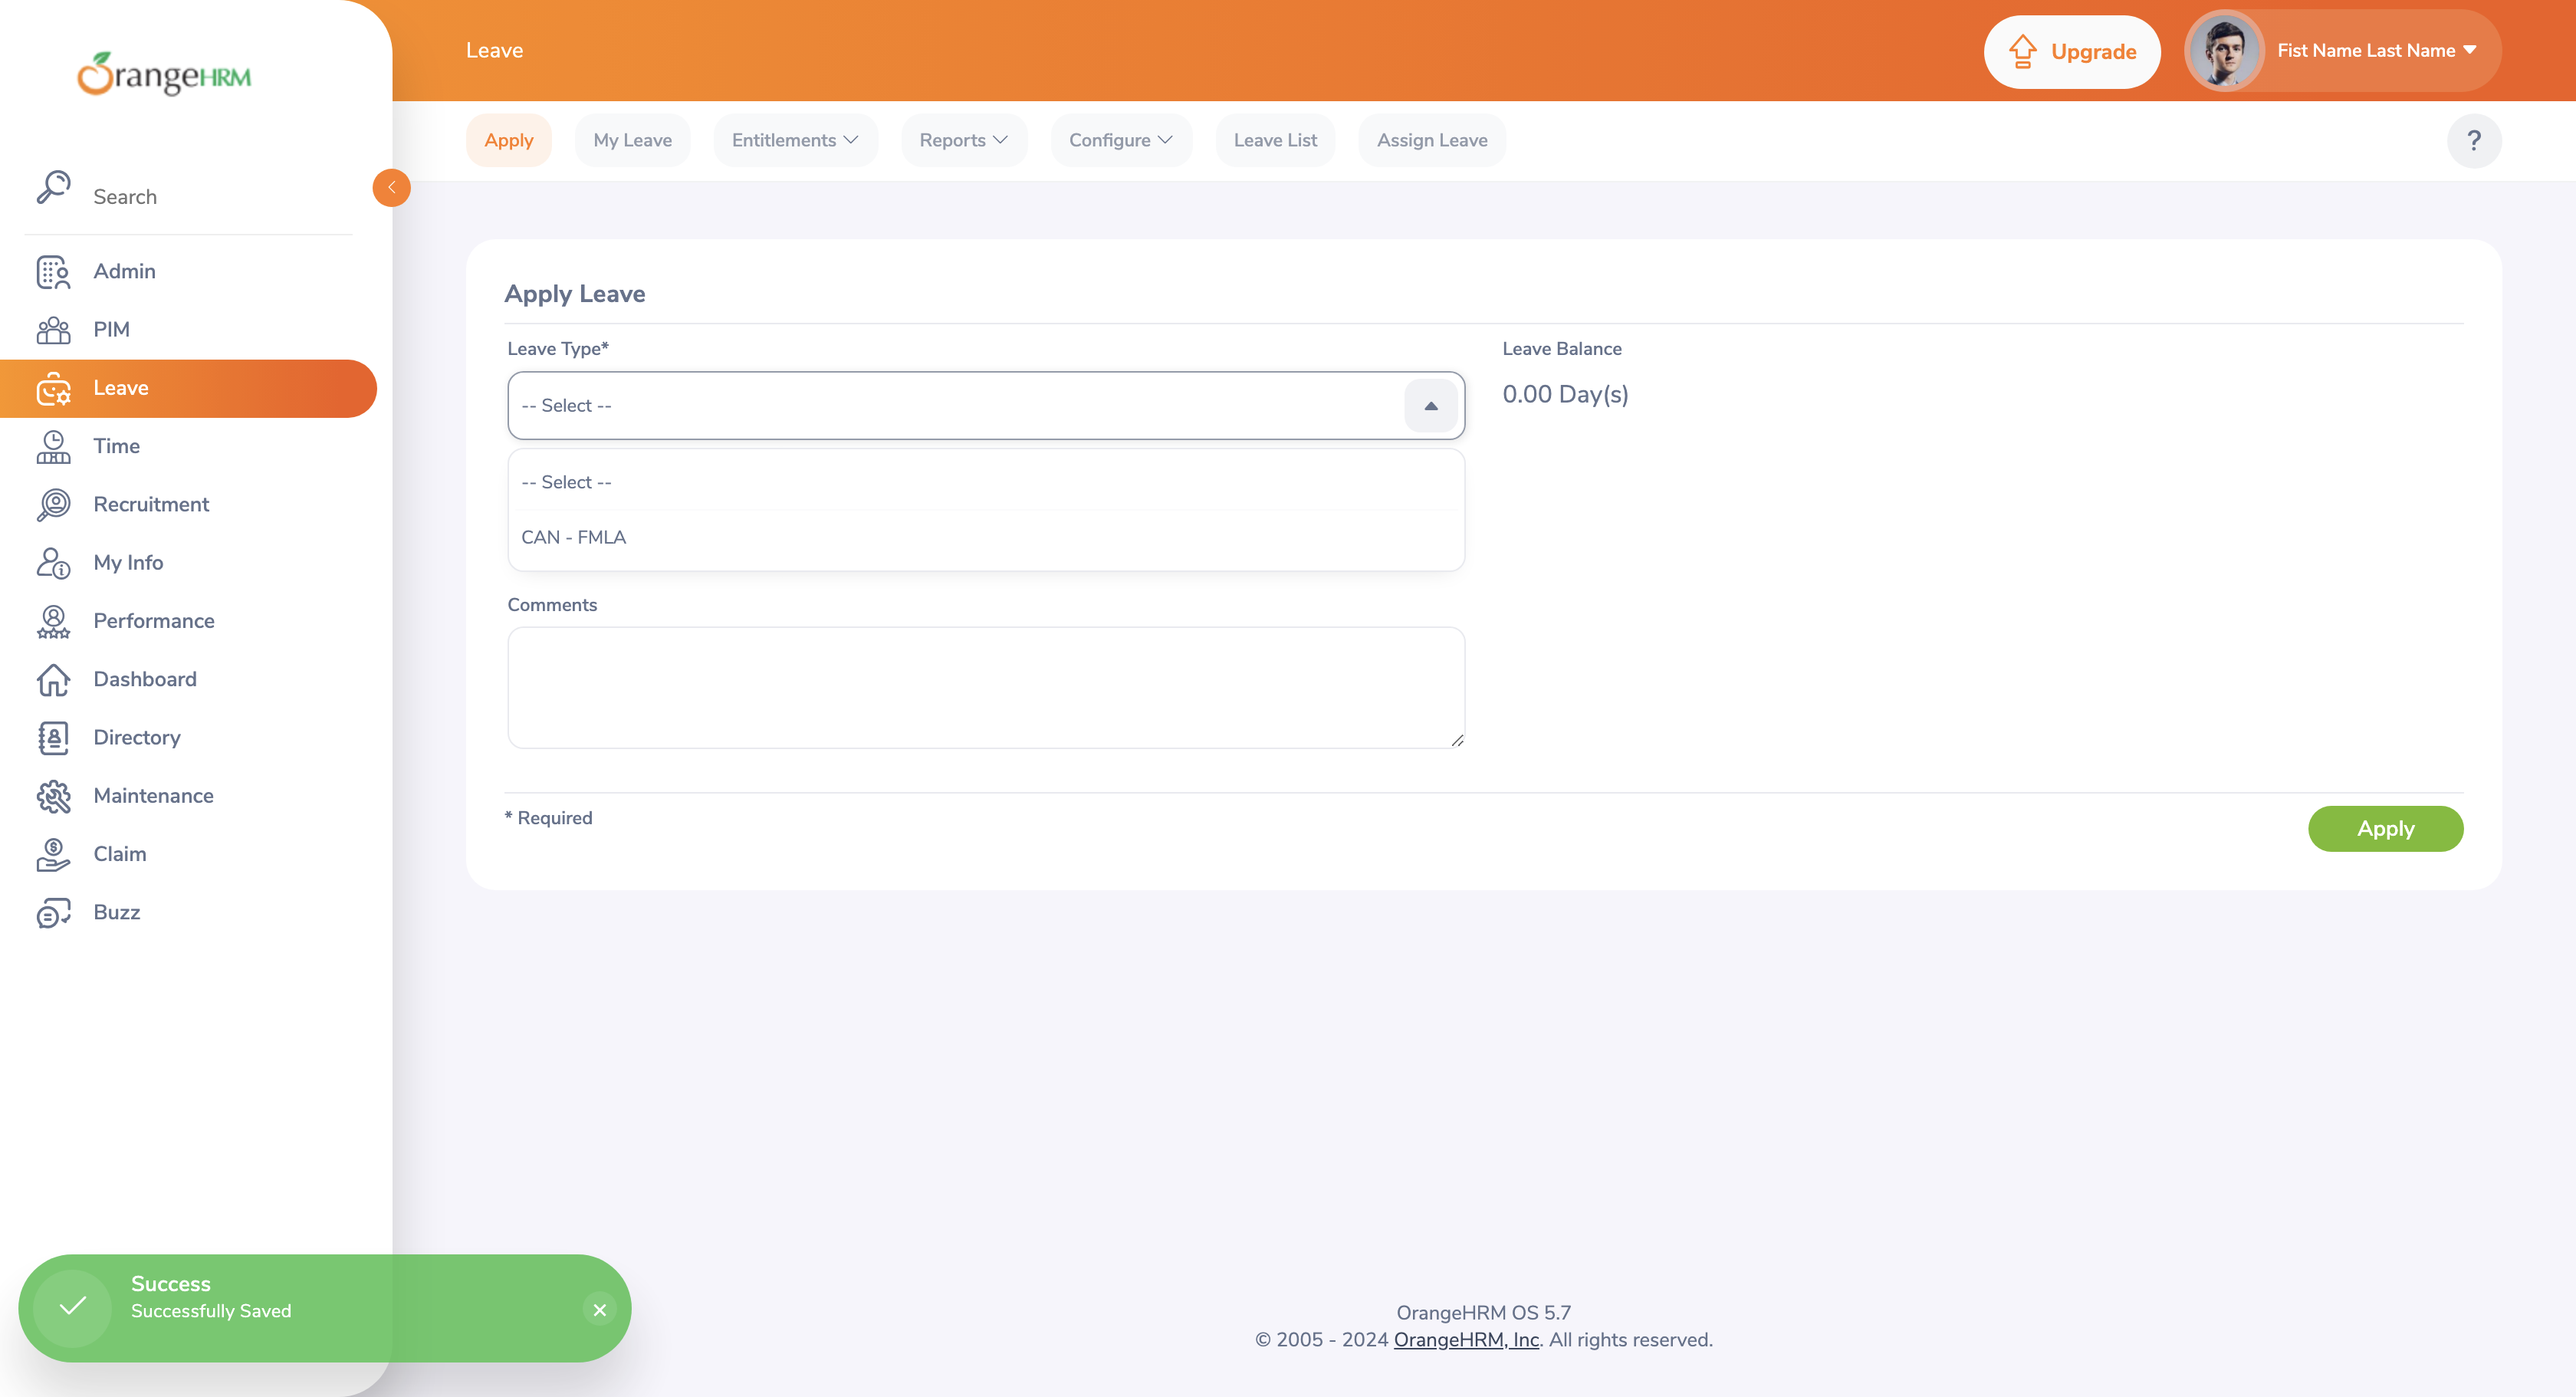 OrangeHRM
Leave
Upgrade
Fist Name Last Name
Apply
My Leave
Entitlements
Reports
Configure
Leave List
Assign Leave
?
Search
Admin
PIM
Leave
Time
Recruitment
My Info
Performance
Dashboard
Directory
Maintenance
Claim
Buzz
Apply Leave
Leave Type*
-- Select --
-- Select --
CAN - FMLA
Leave Balance
0.00 Day(s)
Comments
* Required
Apply
Success
Successfully Saved
OrangeHRM OS 5.7
© 2005 - 2024 OrangeHRM, Inc. All rights reserved.